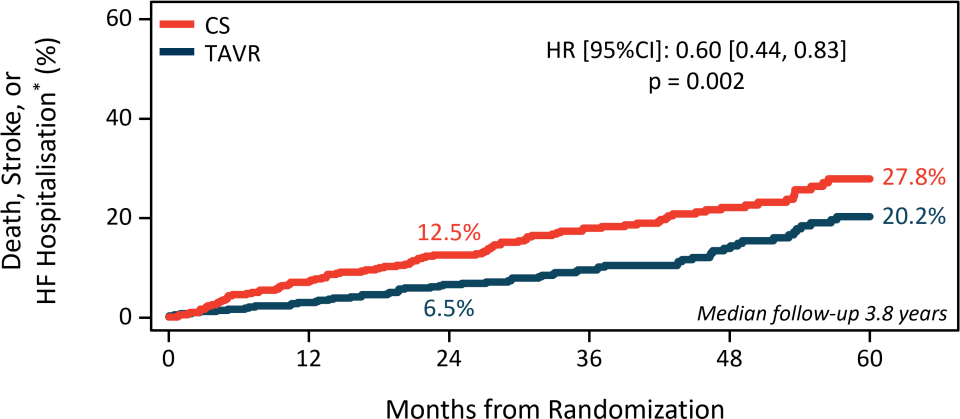 60
40
20
0
Death, Stroke, or
HF Hospitalisation* (%)
CS
TAVR
HR [95%CI]: 0.60 [0.44, 0.83]
p = 0.002
27.8%
20.2%
12.5%
6.5%
Median follow-up 3.8 years
0 12 24 36 48 60
Months from Randomization